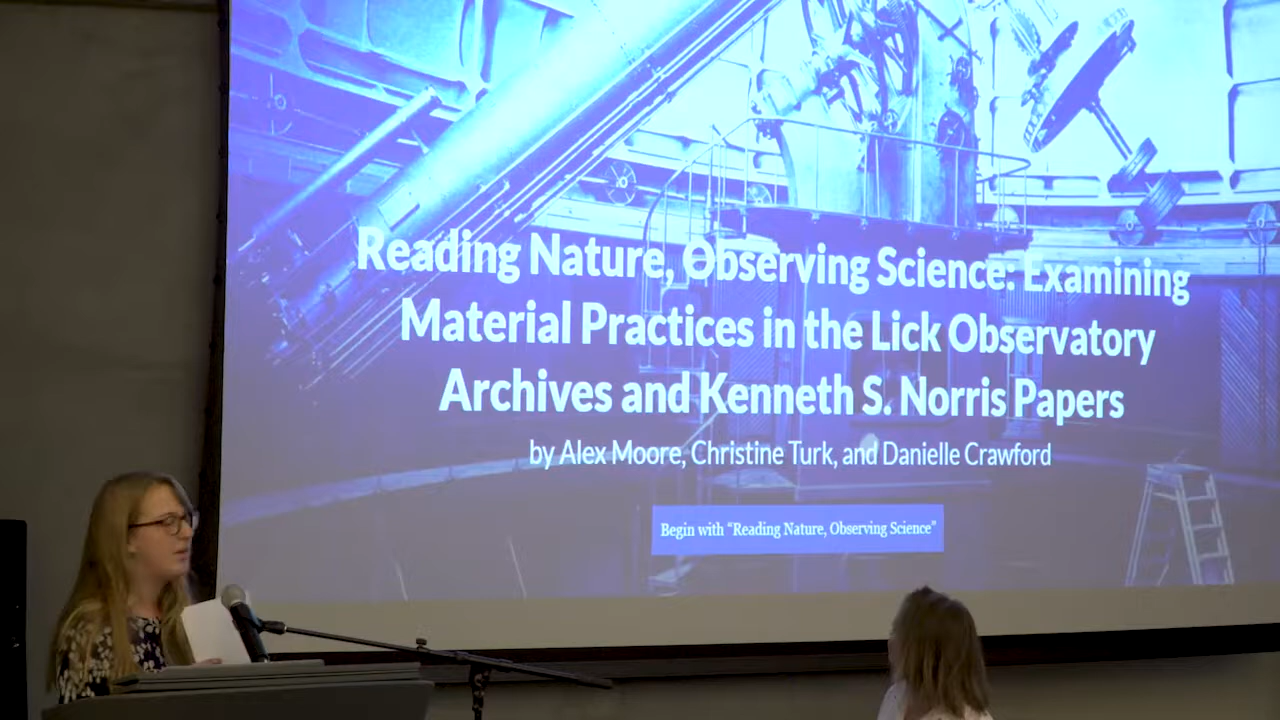 Reading Nature, Observing Science: Examining
Material Practices in the Lick Observatory
Archives and Kenneth S. Norris Papers
by Alex Moore, Christine Turk, and Danielle Crawford
Begin with “Reading Nature, Observing Science”